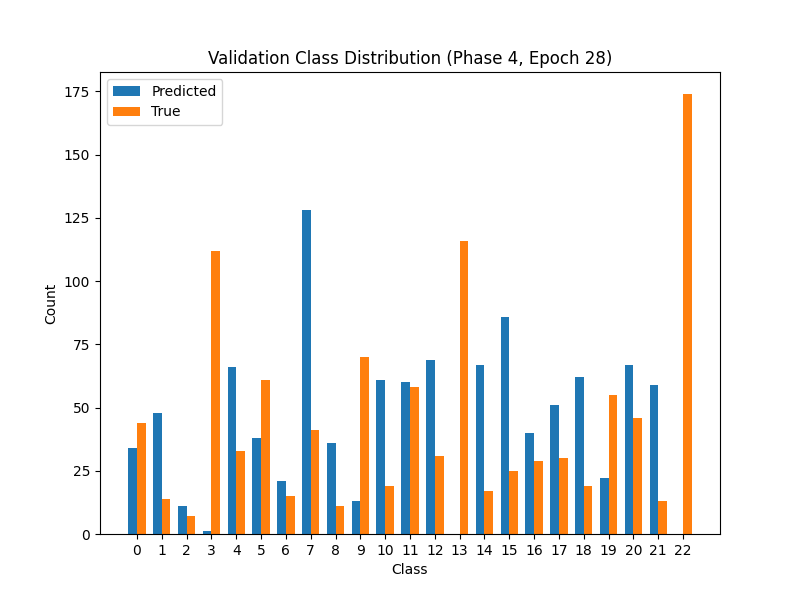 Validation Class Distribution (Phase 4, Epoch 28)
Predicted
True
175
150
125
100
75
50
25
0
Count
0 1 2 3 4 5 6 7 8 9 10 11 12 13 14 15 16 17 18 19 20 21 22
Class